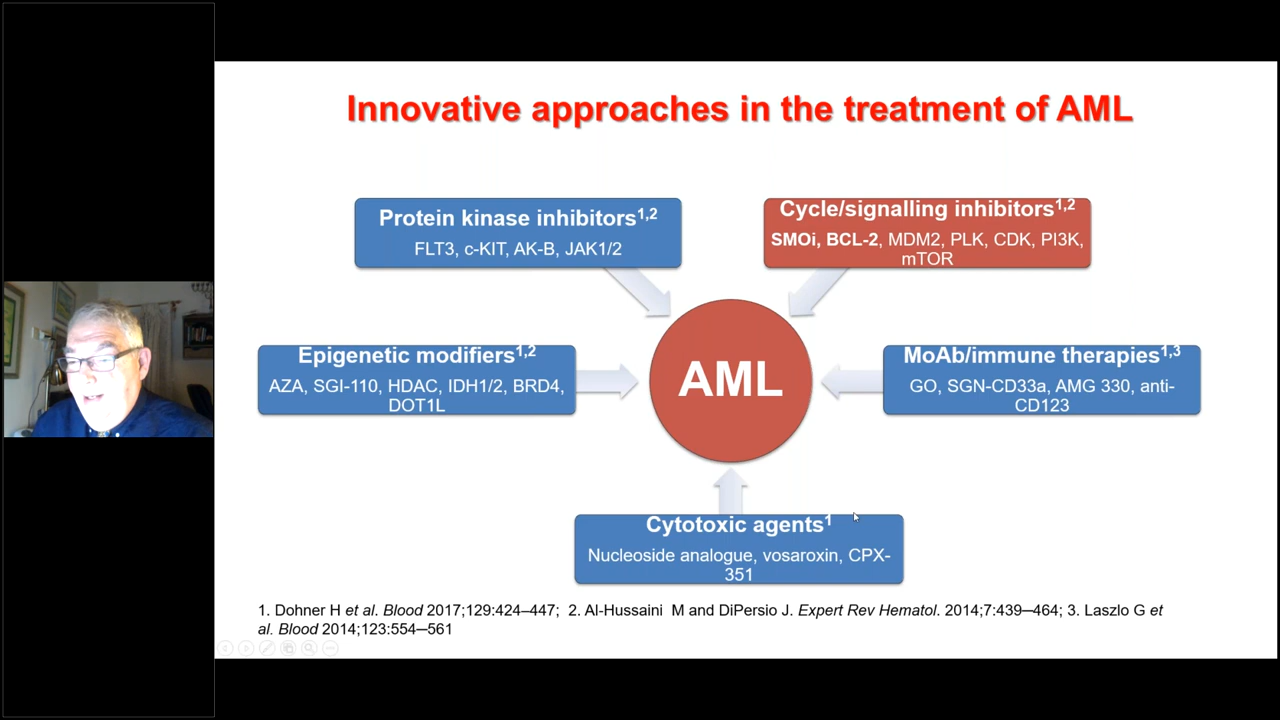 Innovative approaches in the treatment of AML
Protein kinase inhibitors1,2
FLT3, c-KIT, AK-B, JAK1/2
Cycle/signalling inhibitors1,2
SMOi, BCL-2, MDM2, PLK, CDK, PI3K,
mTOR
Epigenetic modifiers1,2
AZA, SGI-110, HDAC, IDH1/2, BRD4,
DOT1L
AML
MoAb/immune therapies1,3
GO, SGN-CD33a, AMG 330, anti-
CD123
Cytotoxic agents1
Nucleoside analogue, vosaroxin, CPX-
351
1. Dohner H et al. Blood 2017;129:424–447; 2. Al-Hussaini M and DiPersio J. Expert Rev Hematol. 2014;7:439─464; 3. Laszlo G et
al. Blood 2014;123:554─561